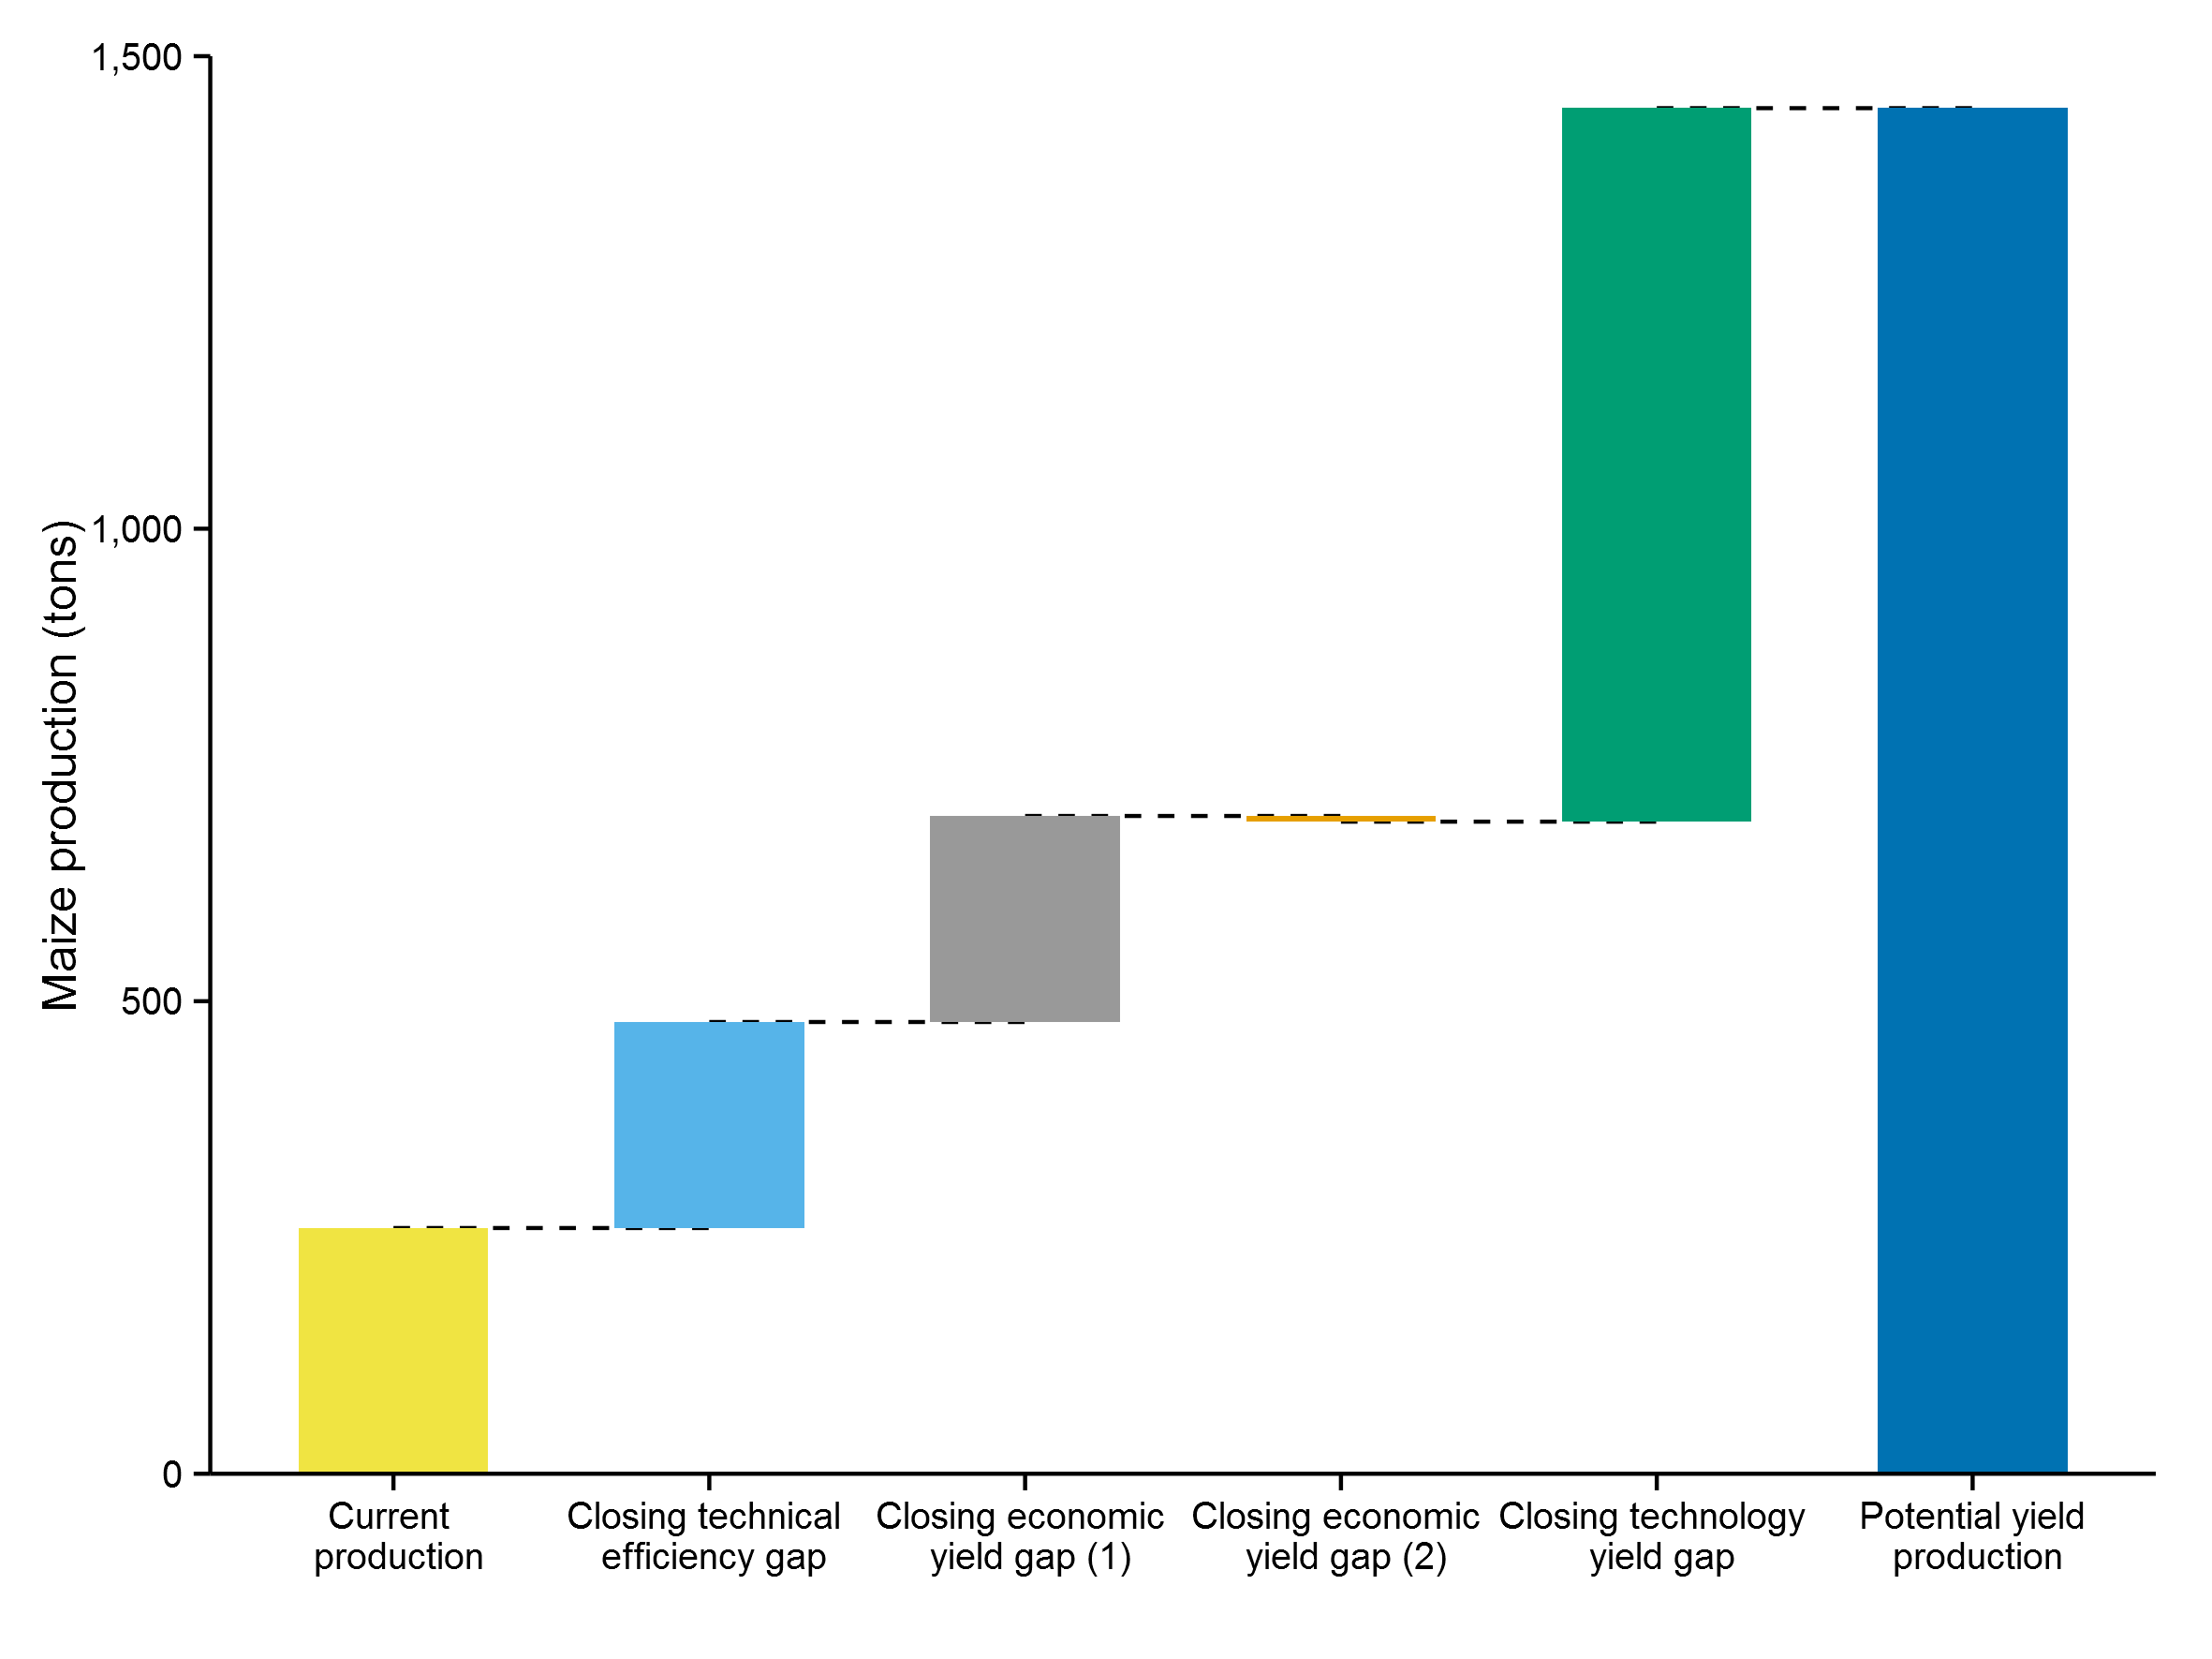 Maize production (tons)
1,500
1,000
500
0
Current
production
Closing technical
efficiency gap
Closing economic
yield gap (1)
Closing economic
yield gap (2)
Closing technology
yield gap
Potential yield
production